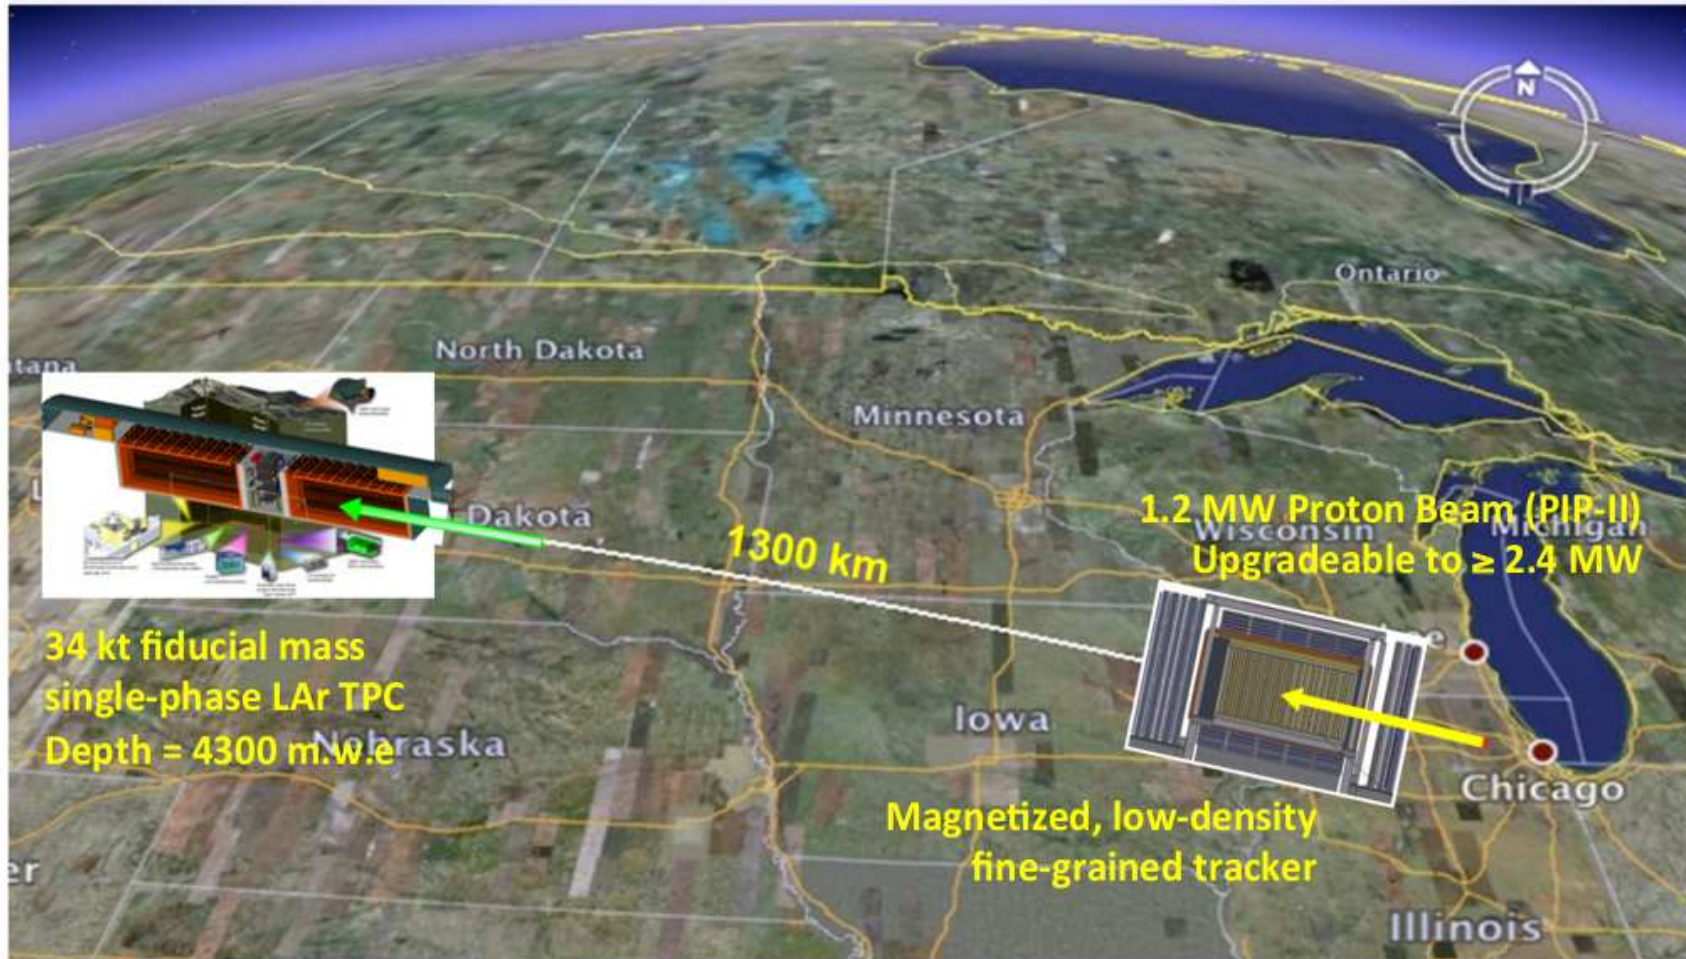 N
Ontario
North Dakota
ntana
Minnesota
Dakota
1300 km
1.2 MW Proton Beam (PIP-II)
Wisconsin
Michigan
Upgradeable to ≥ 2.4 MW
34 kt fiducial mass
single-phase LAr TPC
Depth = 4300 m.w.e
Nebraska
Iowa
e
Chicago
Magnetized, low-density
fine-grained tracker
er
Illinois